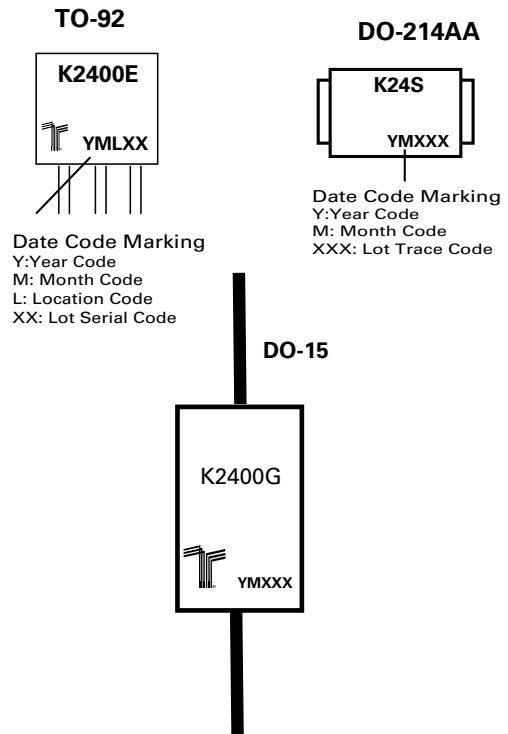 TO-92
K2400E
YMLXX
Date Code Marking
Y:Year Code
M: Month Code
L: Location Code
XX: Lot Serial Code
DO-214AA
K24S
YMXXX
Date Code Marking
Y:Year Code
M: Month Code
XXX: Lot Trace Code
DO-15
K2400G
YMXXX